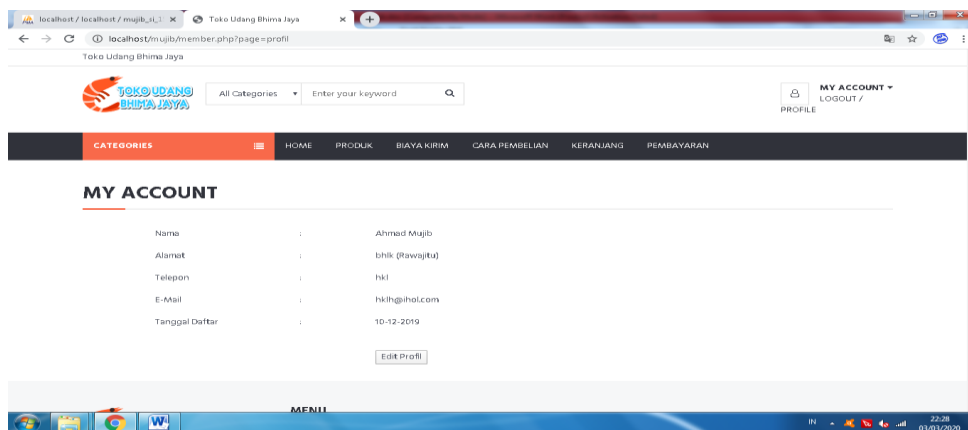 localhost / localhost / mujib_si_
Toko Udang Bhima Jaya
localhost/mujib/member.php?page=profil
Toko Udang Bhima Jaya
TOKO UDANG
BHIMA JAYA
All Categories
Enter your keyword
MY ACCOUNT
LOGOUT /
PROFILE
CATEGORIES
HOME
PRODUK
BIAYA KIRIM
CARA PEMBELIAN
KERANJANG
PEMBAYARAN
MY ACCOUNT
Nama : Ahmad Mujib
Alamat : bhlk (Rawajitu)
Telepon : hkl
E-Mail : hklh@ihol.com
Tanggal Daftar : 10-12-2019
Edit Profil
MENU
IN
22:28
03/03/2020